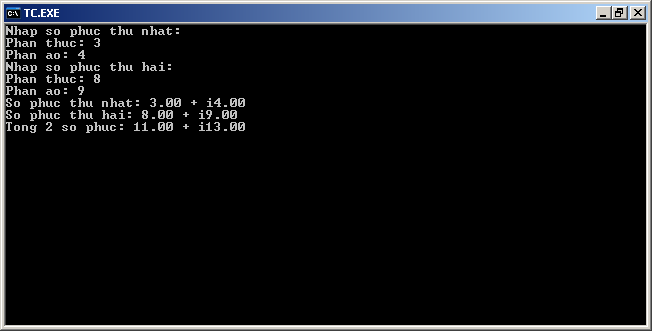 TC.EXE
Nhap so phuc thu nhat:
Phan thuc: 3
Phan ao: 4
Nhap so phuc thu hai:
Phan thuc: 8
Phan ao: 9
So phuc thu nhat: 3.00 + i4.00
So phuc thu hai: 8.00 + i9.00
Tong 2 so phuc: 11.00 + i13.00